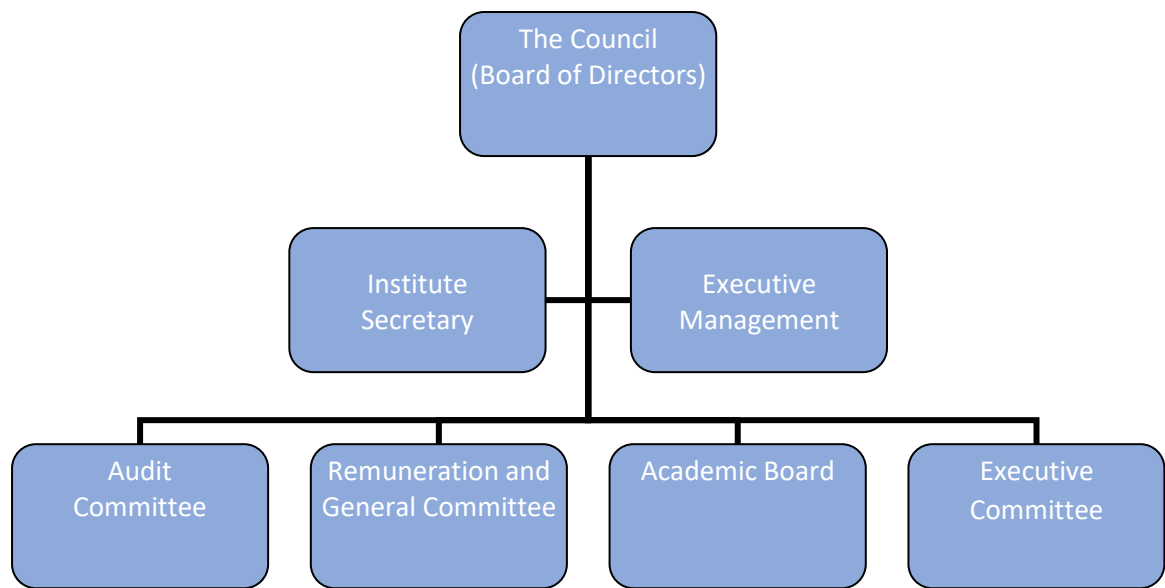 The Council
(Board of Directors)
Institute
Secretary
Executive
Management
Audit
Committee
Remuneration and
General Committee
Academic Board
Executive
Committee